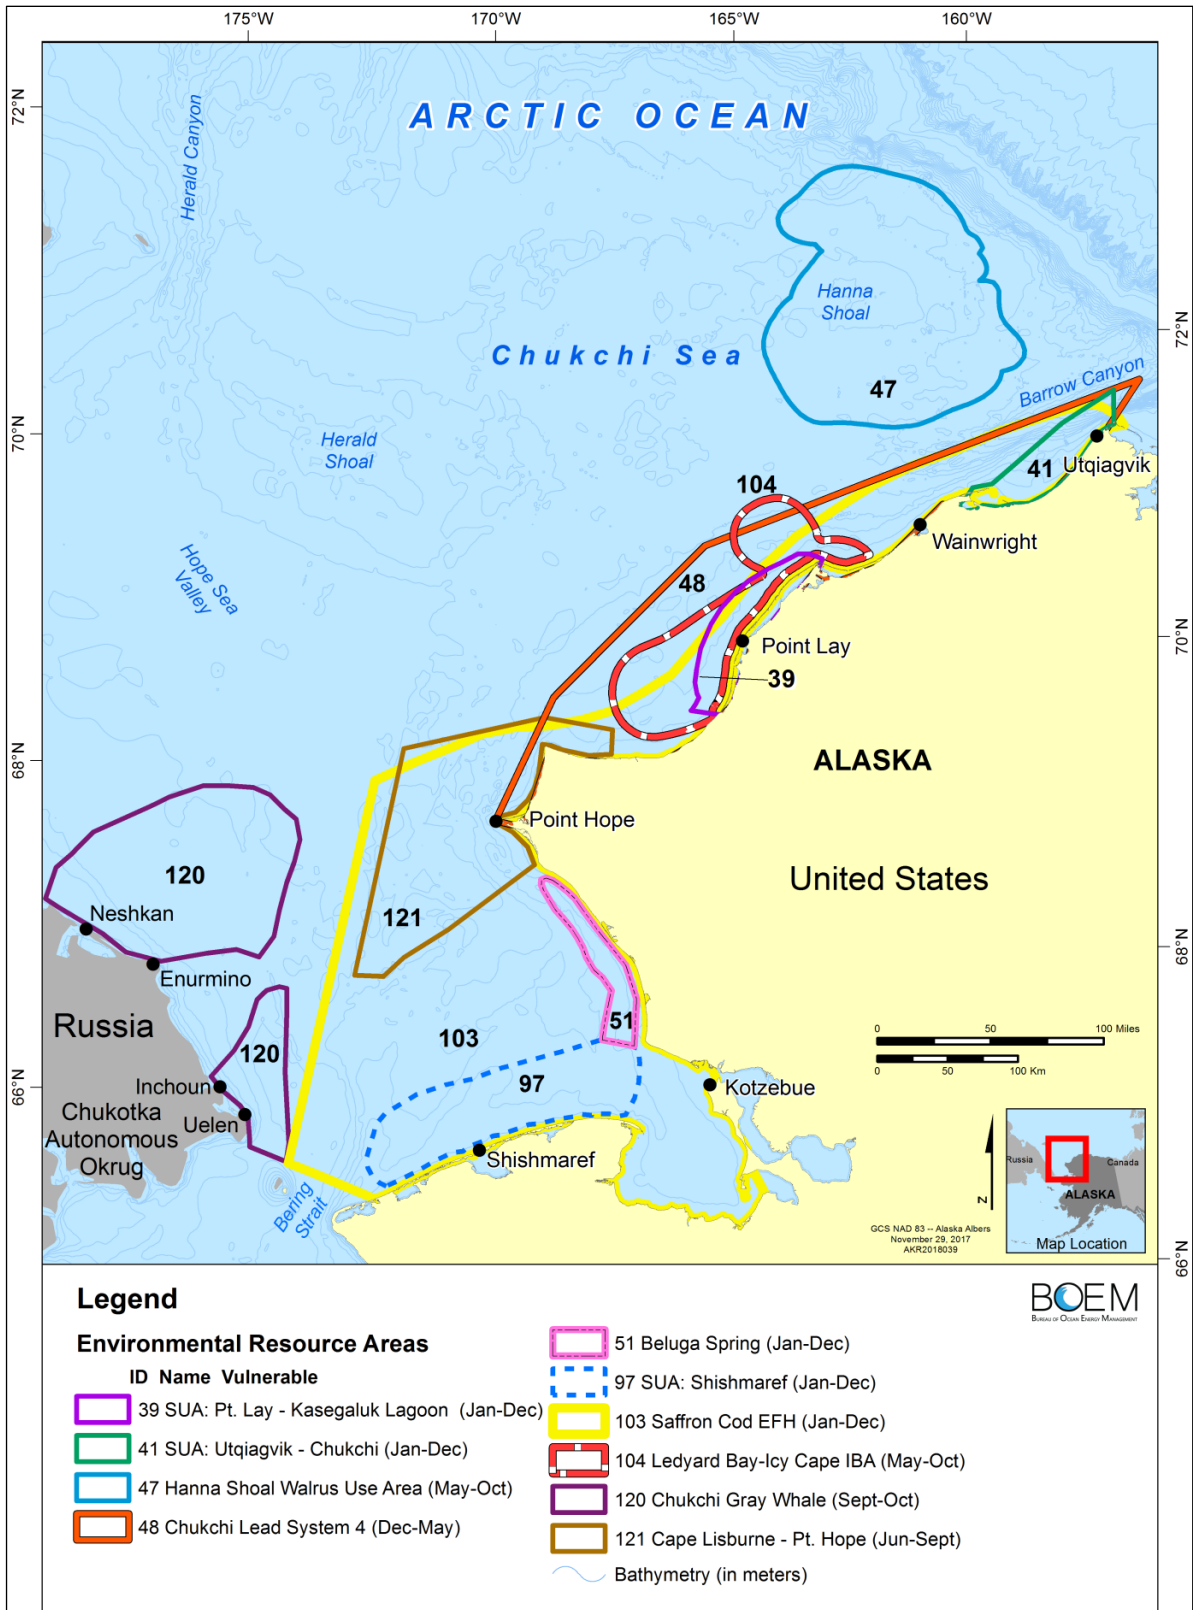 175°W
170°W
165°W
160°W
72°N
70°N
68°N
66°N
72°N
70°N
68°N
66°N
ARCTIC OCEAN
Herald Canyon
Hanna
Shoal
Chukchi Sea
47
Barrow Canyon
Herald
Shoal
41
Utqiagvik
104
Wainwright
Hope Sea
Valley
48
Point Lay
39
ALASKA
Point Hope
United States
120
121
Neshkan
Enurmino
Russia
51
103
120
97
Inchoun
Uelen
Chukotka
Autonomous
Okrug
Kotzebue
Shishmaref
Bering
Strait
0 50 100 Miles
0 50 100 Km
N
GCS NAD 83 -- Alaska Albers
November 29, 2017
AKR2018039
Russia
Canada
ALASKA
Map Location
Legend
BOEM
BUREAU OF OCEAN ENERGY MANAGEMENT
Environmental Resource Areas
ID Name Vulnerable
39 SUA: Pt. Lay - Kasegaluk Lagoon (Jan-Dec)
41 SUA: Utqiagvik - Chukchi (Jan-Dec)
47 Hanna Shoal Walrus Use Area (May-Oct)
48 Chukchi Lead System 4 (Dec-May)
51 Beluga Spring (Jan-Dec)
97 SUA: Shishmaref (Jan-Dec)
103 Saffron Cod EFH (Jan-Dec)
104 Ledyard Bay-Icy Cape IBA (May-Oct)
120 Chukchi Gray Whale (Sept-Oct)
121 Cape Lisburne - Pt. Hope (Jun-Sept)
Bathymetry (in meters)